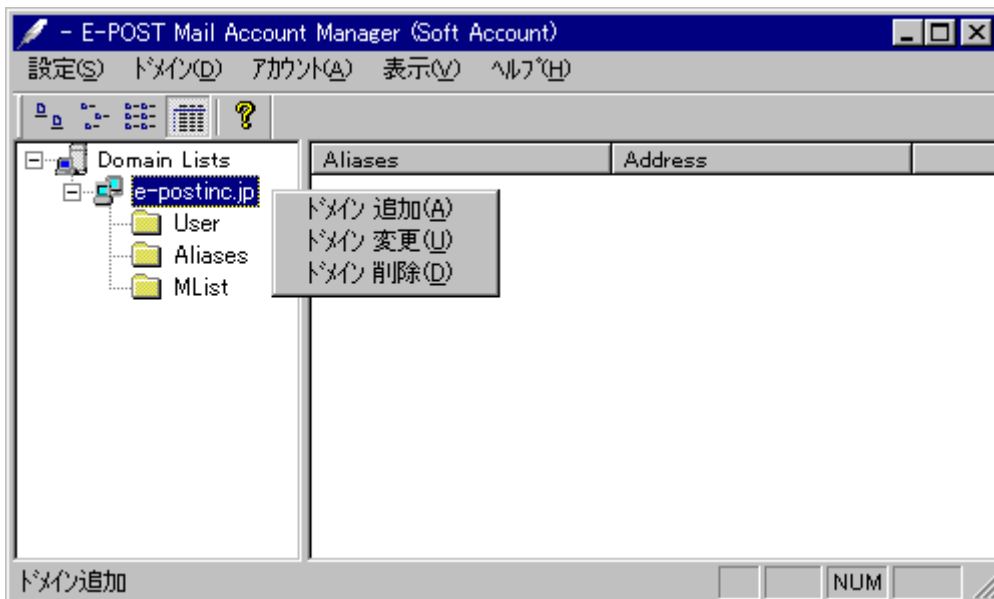 - E-POST Mail Account Manager (Soft Account)
設定(S) ﾄﾞﾒｲﾝ(D) ｱｶｳﾝﾄ(A) 表示(V) ﾍﾙﾌﾟ(H)
Domain Lists
e-postinc.jp
User
Aliases
MList
Aliases Address
ﾄﾞﾒｲﾝ 追加(A)
ﾄﾞﾒｲﾝ 変更(U)
ﾄﾞﾒｲﾝ 削除(D)
ﾄﾞﾒｲﾝ追加 NUM